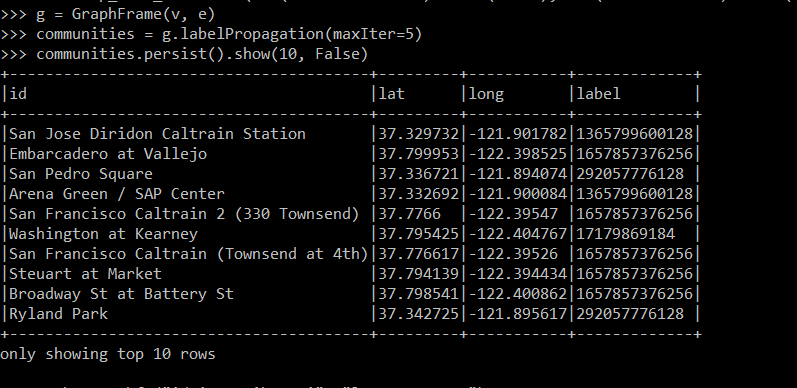 >>> g = GraphFrame(v, e)
>>> communities = g.labelPropagation(maxIter=5)
>>> communities.persist().show(10, False)
+----------------------------------------+---------+-----------+-------------+
|id                                      |lat      |long       |label        |
+----------------------------------------+---------+-----------+-------------+
|San Jose Diridon Caltrain Station       |37.329732|-121.901782|1365799600128|
|Embarcadero at Vallejo                  |37.799953|-122.398525|1657857376256|
|San Pedro Square                        |37.336721|-121.894074|292057776128 |
|Arena Green / SAP Center                |37.332692|-121.900084|1365799600128|
|San Francisco Caltrain 2 (330 Townsend) |37.7766  |-122.39547 |1657857376256|
|Washington at Kearney                   |37.795425|-122.404767|17179869184  |
|San Francisco Caltrain (Townsend at 4th)|37.776617|-122.39526 |1657857376256|
|Steuart at Market                       |37.794139|-122.394434|1657857376256|
|Broadway St at Battery St               |37.798541|-122.400862|1657857376256|
|Ryland Park                             |37.342725|-121.895617|292057776128 |
+----------------------------------------+---------+-----------+-------------+
only showing top 10 rows